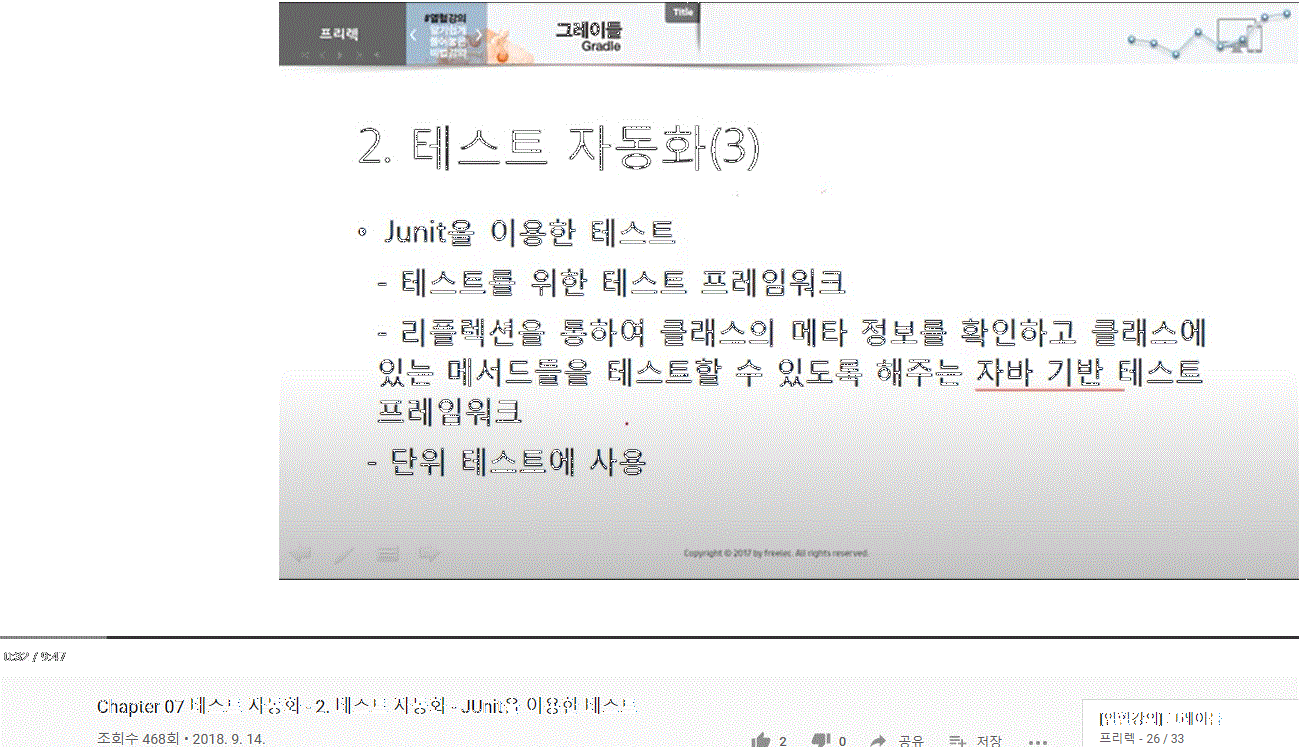 프리렉
#열혈강의
Title
그레이들
Gradle
2. 테스트 자동화(3)
Junit을 이용한 테스트
- 테스트를 위한 테스트 프레임워크
- 리플렉션을 통하여 클래스의 메타 정보를 확인하고 클래스에
있는 메서드들을 테스트할 수 있도록 해주는 자바 기반 테스트
프레임워크
- 단위 테스트에 사용
Copyright © 2017 by freelec. All rights reserved.
0:32 / 9:47
Chapter 07 테스트 자동화 - 2. 테스트 자동화 - JUnit을 이용한 테스트
조회수 468회 • 2018. 9. 14.
2
0
공유
저장
[열혈강의] 그레이들
프리렉 - 26 / 33